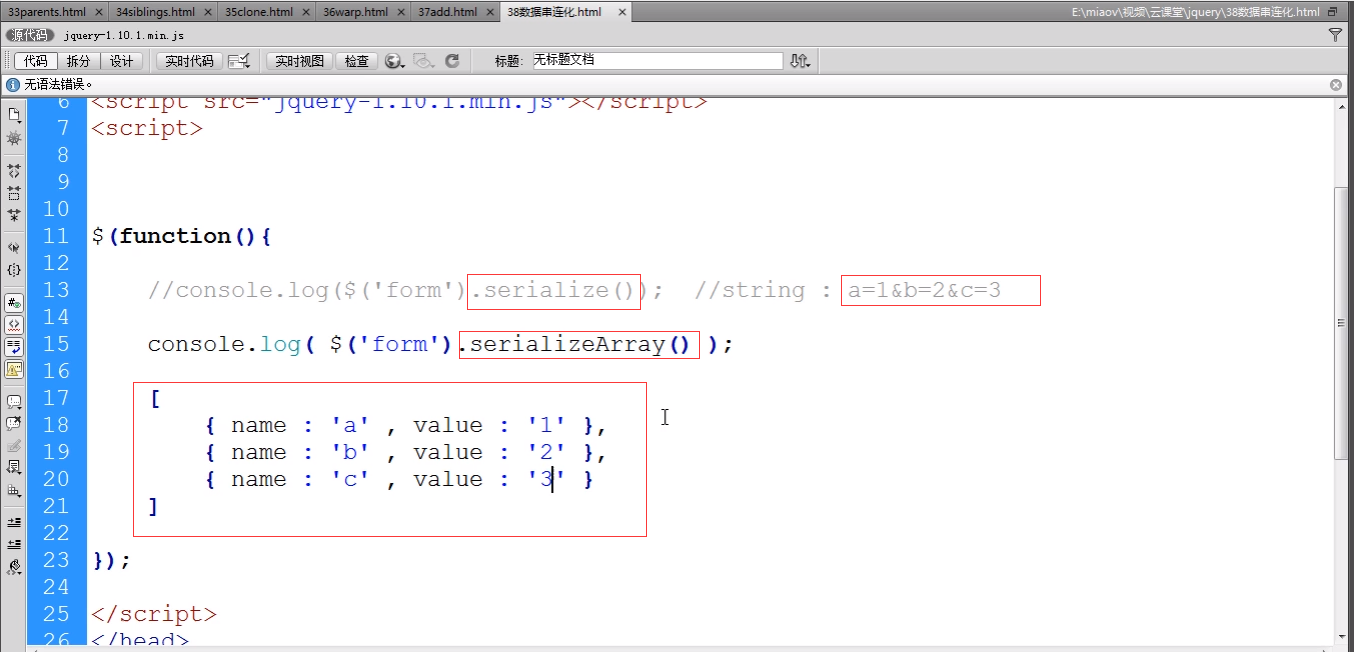 33parents.html × 34siblings.html × 35clone.html × 36warp.html × 37add.html × 38数据串连化.html × E:\miaov\视频\云课堂\jquery\38数据串连化.html
源代码 jquery-1.10.1.min.js
代码 拆分 设计 实时代码 实时视图 检查 标题: 无标题文档
无语法错误。
6 <script src="jquery-1.10.1.min.js"></script>
7 <script>
8
9
10
11 $(function(){
12
13 //console.log($('form').serialize()); //string : a=1&b=2&c=3
14
15 console.log( $('form').serializeArray() );
16
17 [
18 { name : 'a' , value : '1' },
19 { name : 'b' , value : '2' },
20 { name : 'c' , value : '3' }
21 ]
22
23 });
24
25 </script>
26 </head>